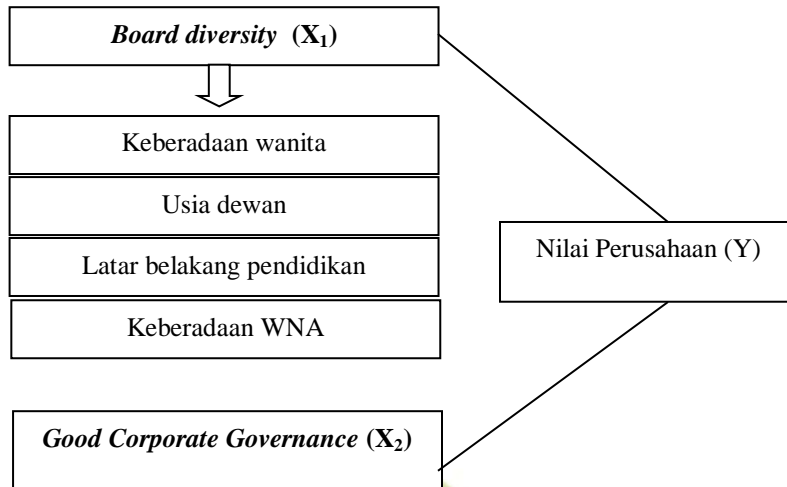 Board diversity (X₁)
Keberadaan wanita
Usia dewan
Latar belakang pendidikan
Keberadaan WNA
Nilai Perusahaan (Y)
Good Corporate Governance (X₂)